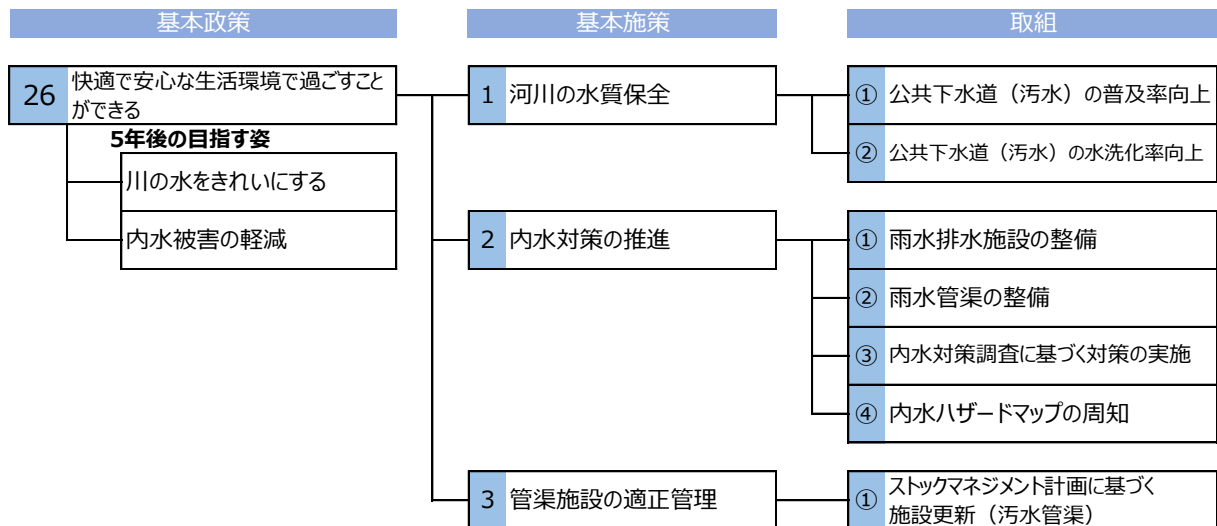 基本政策
基本施策
取組
26
快適で安心な生活環境で過ごすこと
ができる
5年後の目指す姿
川の水をきれいにする
内水被害の軽減
1 河川の水質保全
① 公共下水道（汚水）の普及率向上
② 公共下水道（汚水）の水洗化率向上
2 内水対策の推進
① 雨水排水施設の整備
② 雨水管渠の整備
③ 内水対策調査に基づく対策の実施
④ 内水ハザードマップの周知
3 管渠施設の適正管理
① ストックマネジメント計画に基づく
施設更新（汚水管渠）